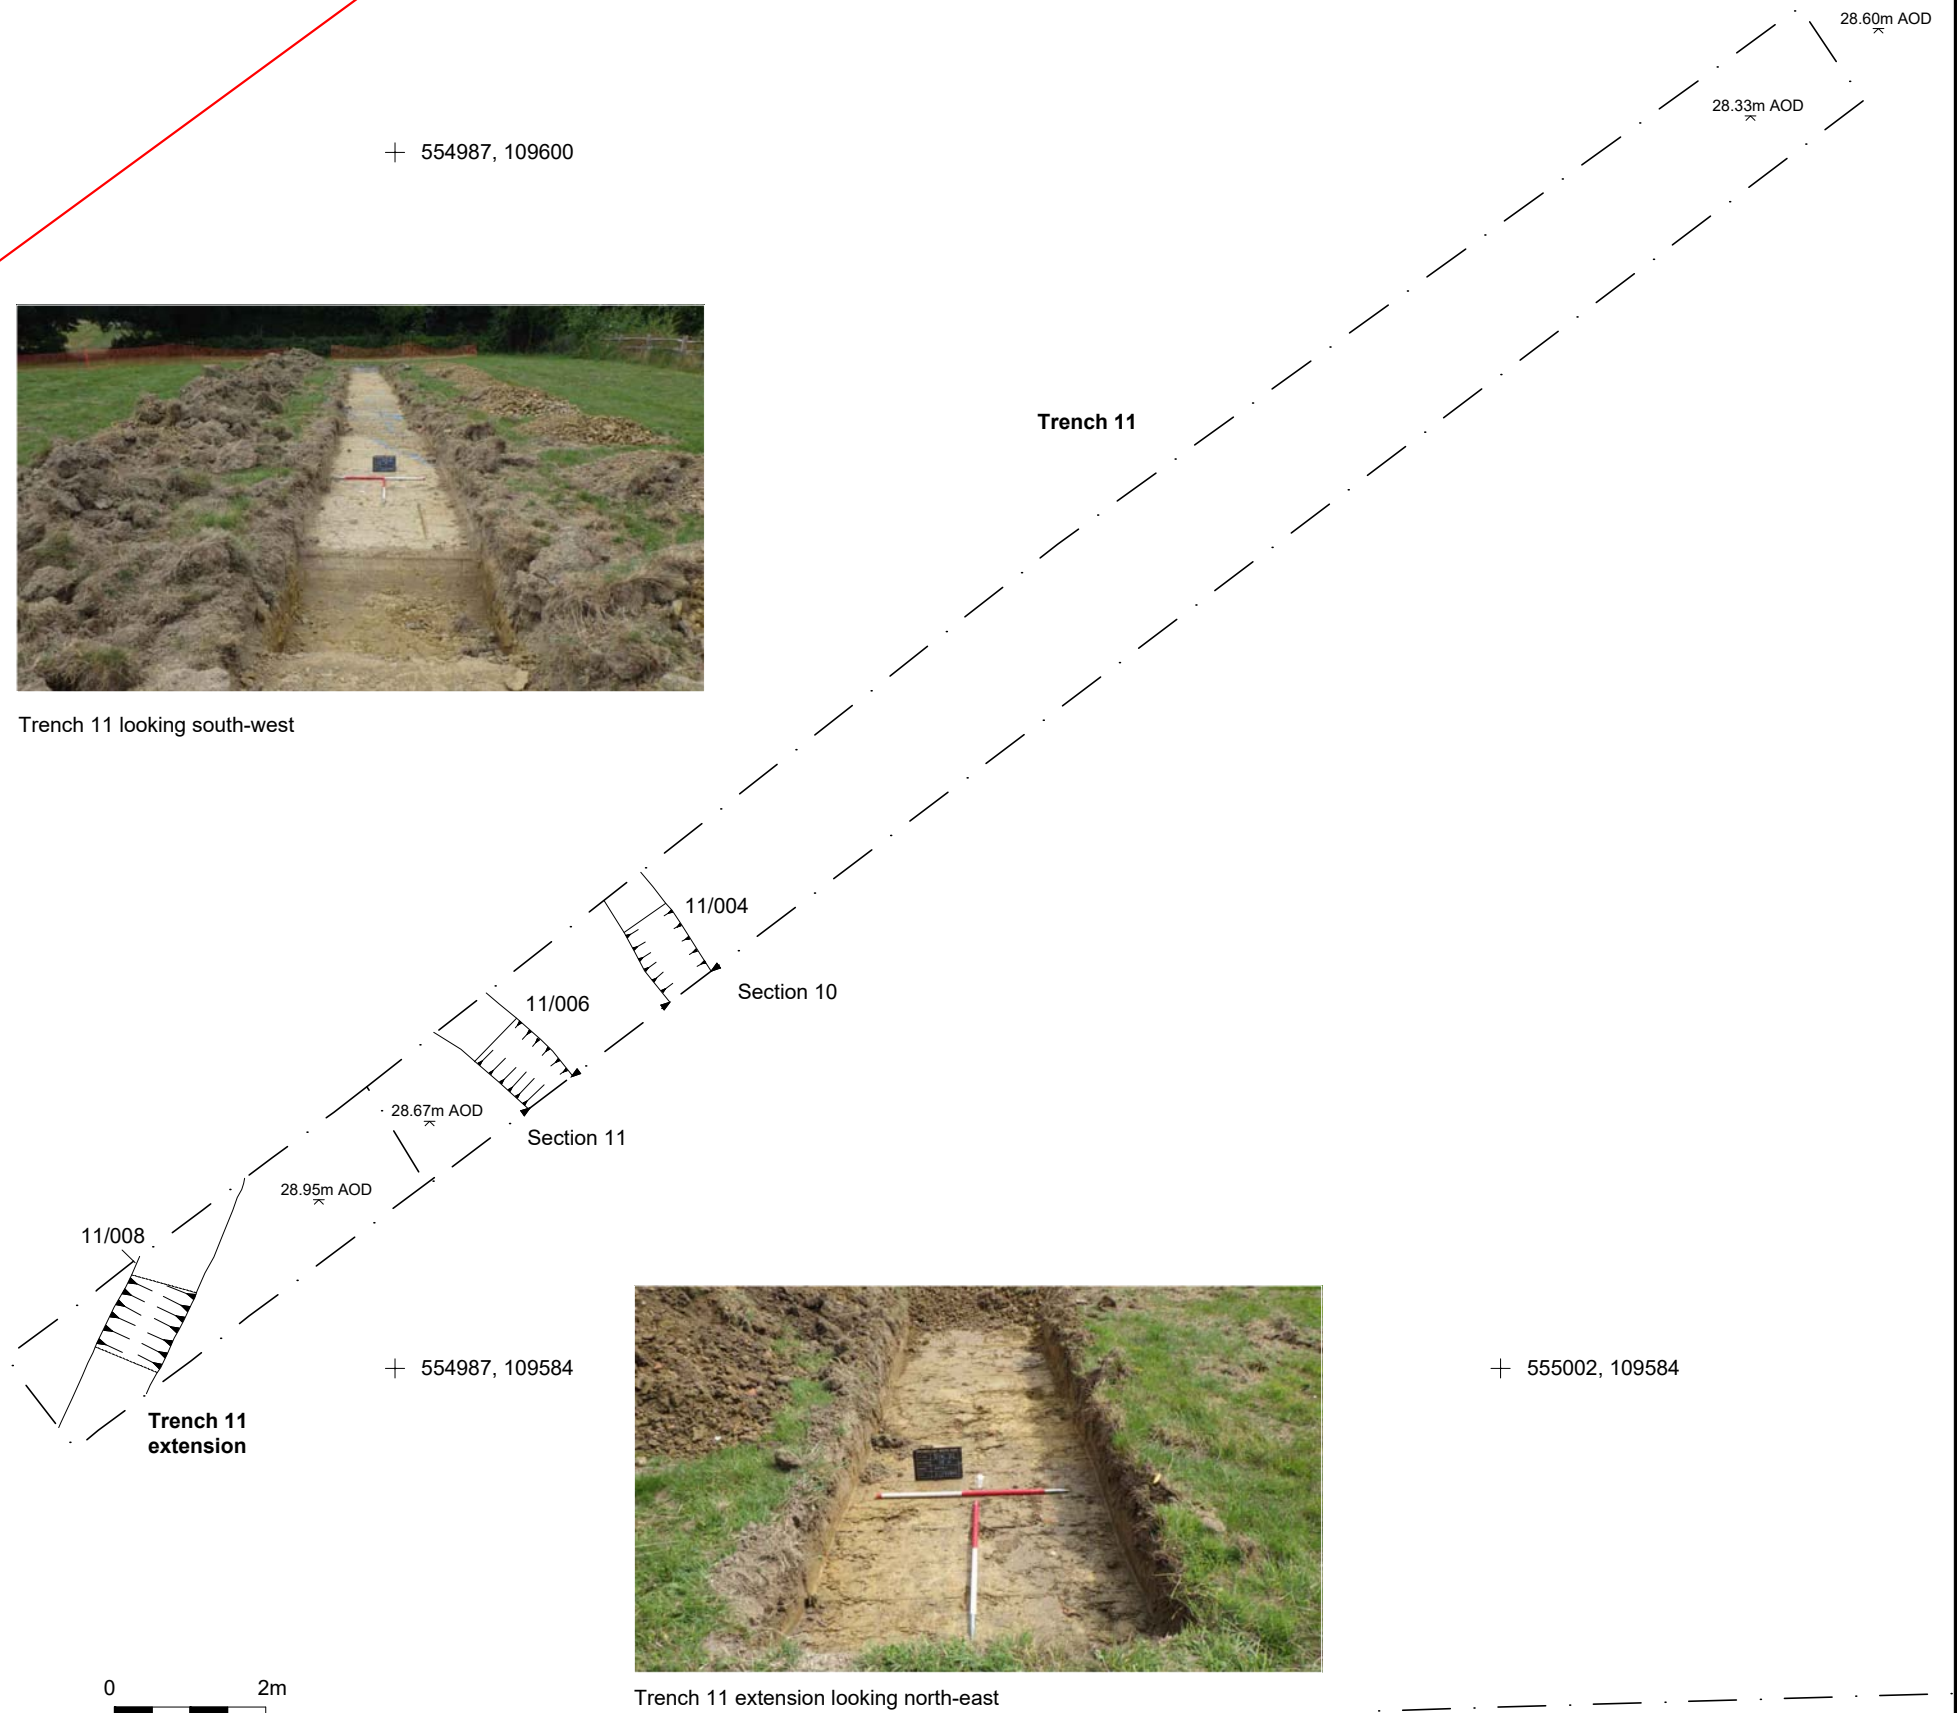 28.60m AOD
28.33m AOD
554987, 109600
Trench 11
Trench 11 looking south-west
11/004
Section 10
11/006
28.67m AOD
Section 11
28.95m AOD
11/008
554987, 109584
555002, 109584
Trench 11
extension
0 2m
Trench 11 extension looking north-east